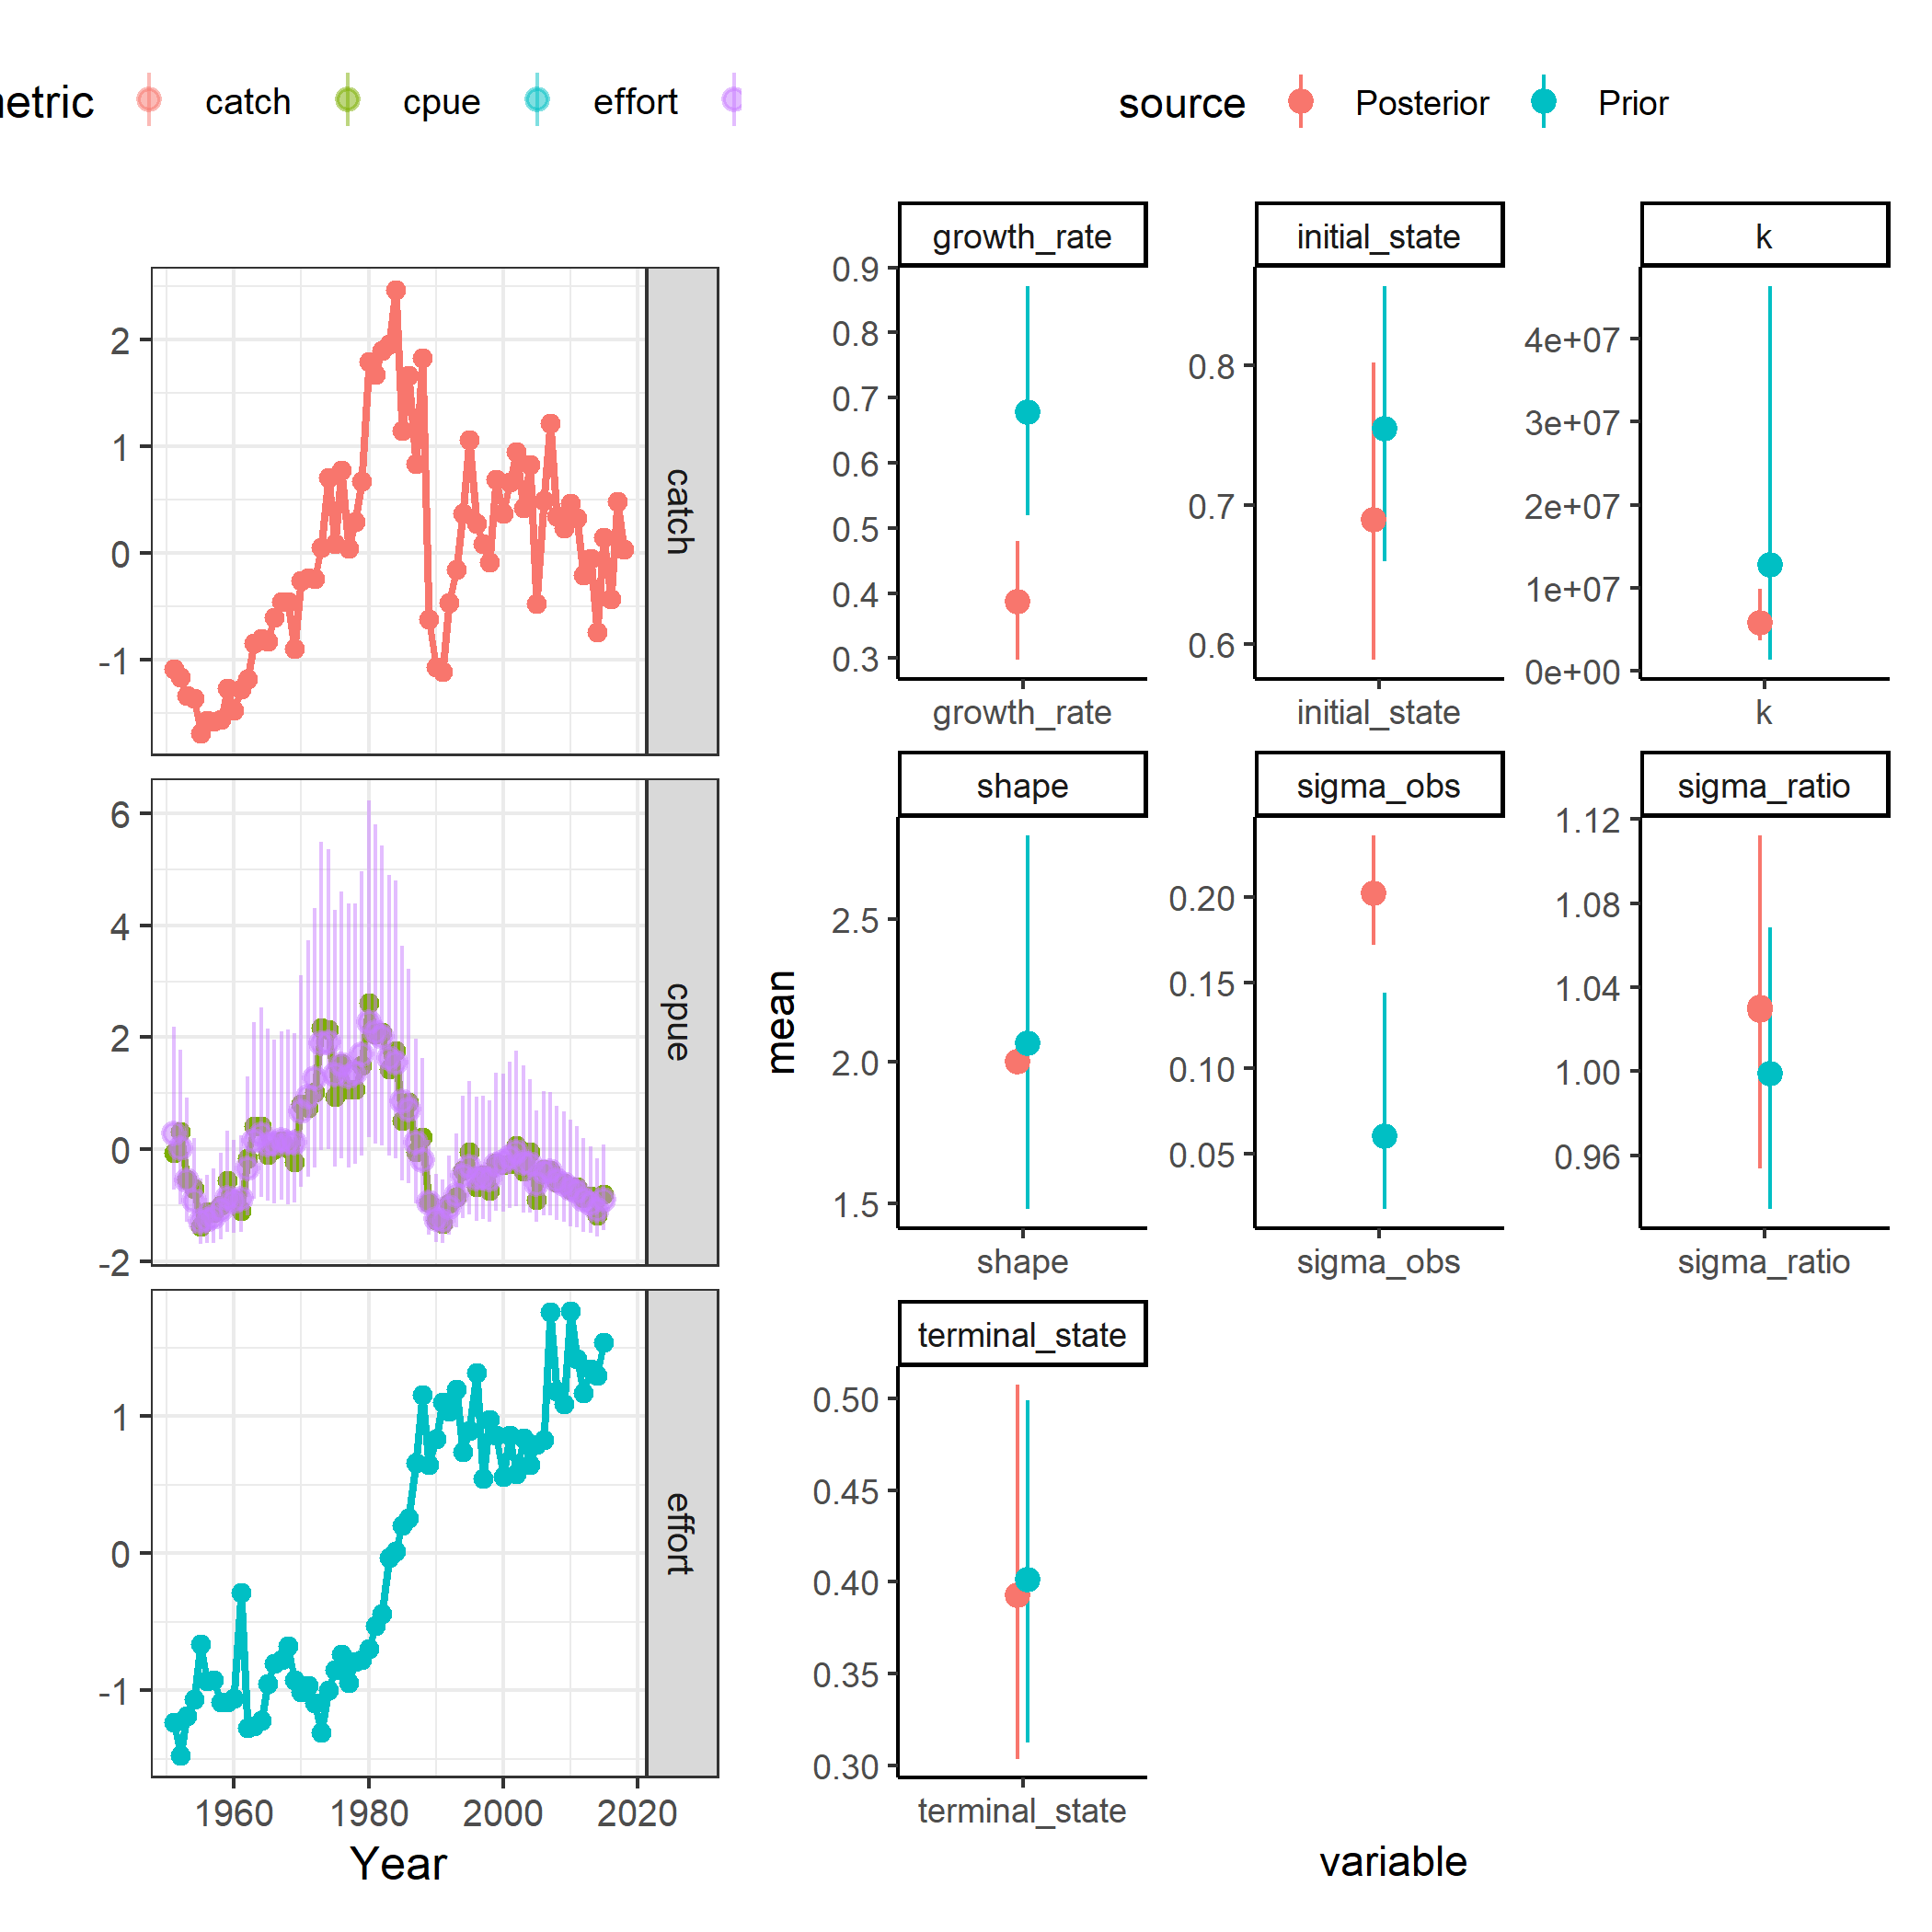 etric catch cpue effort
source Posterior Prior
growth_rate initial_state k
0.9
0.8
0.7
0.6
0.5
0.4
0.3
growth_rate
0.8
0.7
0.6
initial_state
4e+07
3e+07
2e+07
1e+07
0e+00
k
2
1
0
-1
catch
6
4
2
0
-2
cpue
1
0
-1
effort
1960 1980 2000 2020
Year
mean
shape sigma_obs sigma_ratio
2.5
2.0
1.5
shape
0.20
0.15
0.10
0.05
sigma_obs
1.12
1.08
1.04
1.00
0.96
sigma_ratio
terminal_state
0.50
0.45
0.40
0.35
0.30
terminal_state
variable